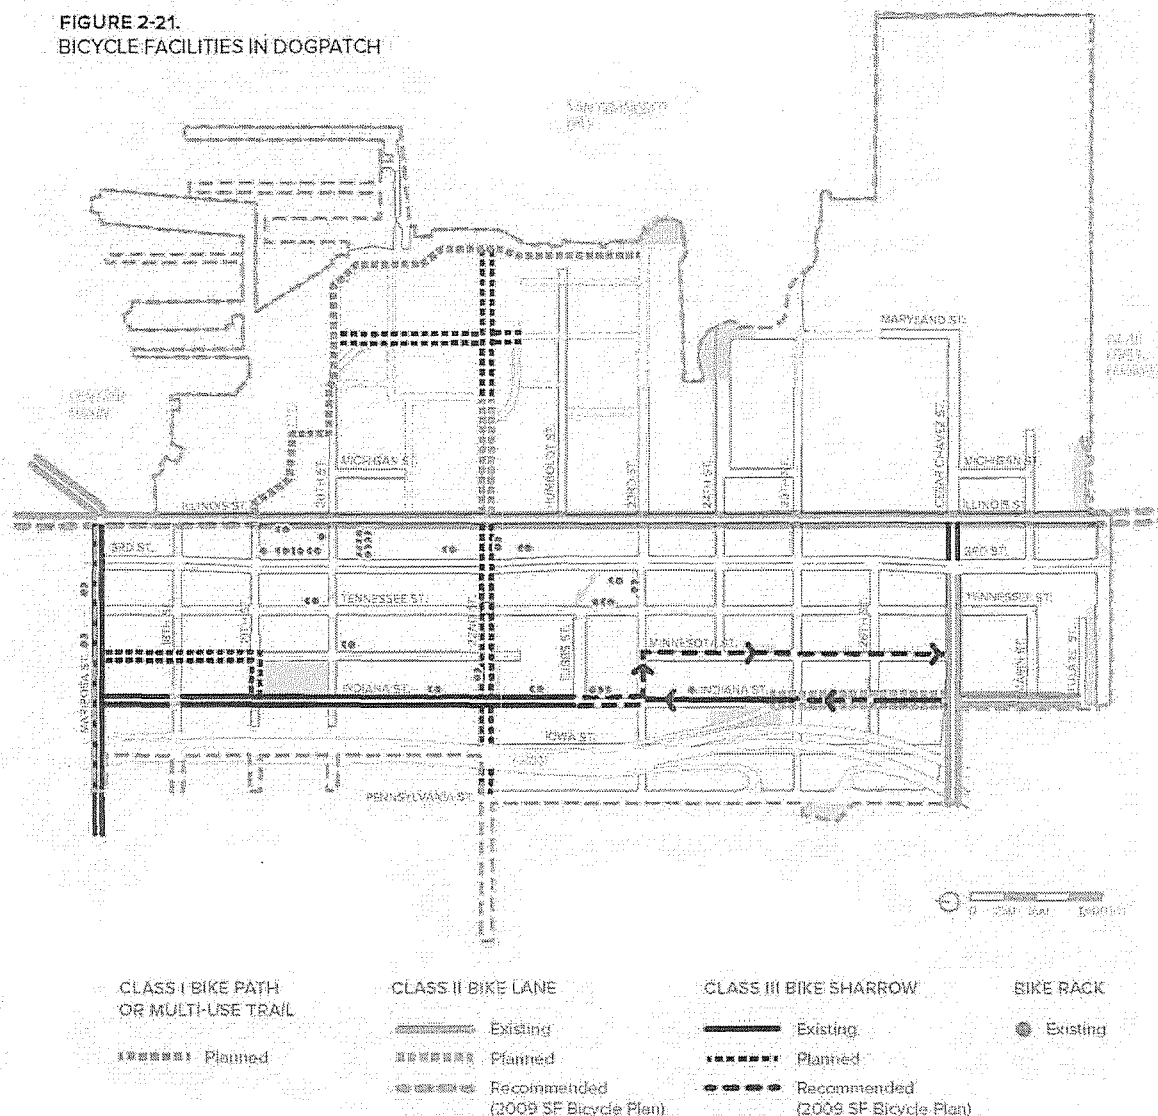 FIGURE 2-21.
BICYCLE FACILITIES IN DOGPATCH
MARYLAND ST.
MICHIGAN ST.
20TH ST.
HUMBOLDT ST.
23RD ST.
24TH ST.
CESAR CHAVEZ ST.
MICHIGAN ST.
ILLINOIS ST.
ILLINOIS ST.
3RD ST.
3RD ST.
TENNESSEE ST.
TENNESSEE ST.
22ND ST.
MINNESOTA ST.
MARIPOSA ST.
INDIANA ST.
INDIANA ST.
TULARE ST.
IOWA ST.
PENNSYLVANIA ST.
CLASS I BIKE PATH
OR MULTI-USE TRAIL
Planned
CLASS II BIKE LANE
Existing
Planned
Recommended
(2009 SF Bicycle Plan)
CLASS III BIKE SHARROW
Existing
Planned
Recommended
(2009 SF Bicycle Plan)
BIKE RACK
Existing